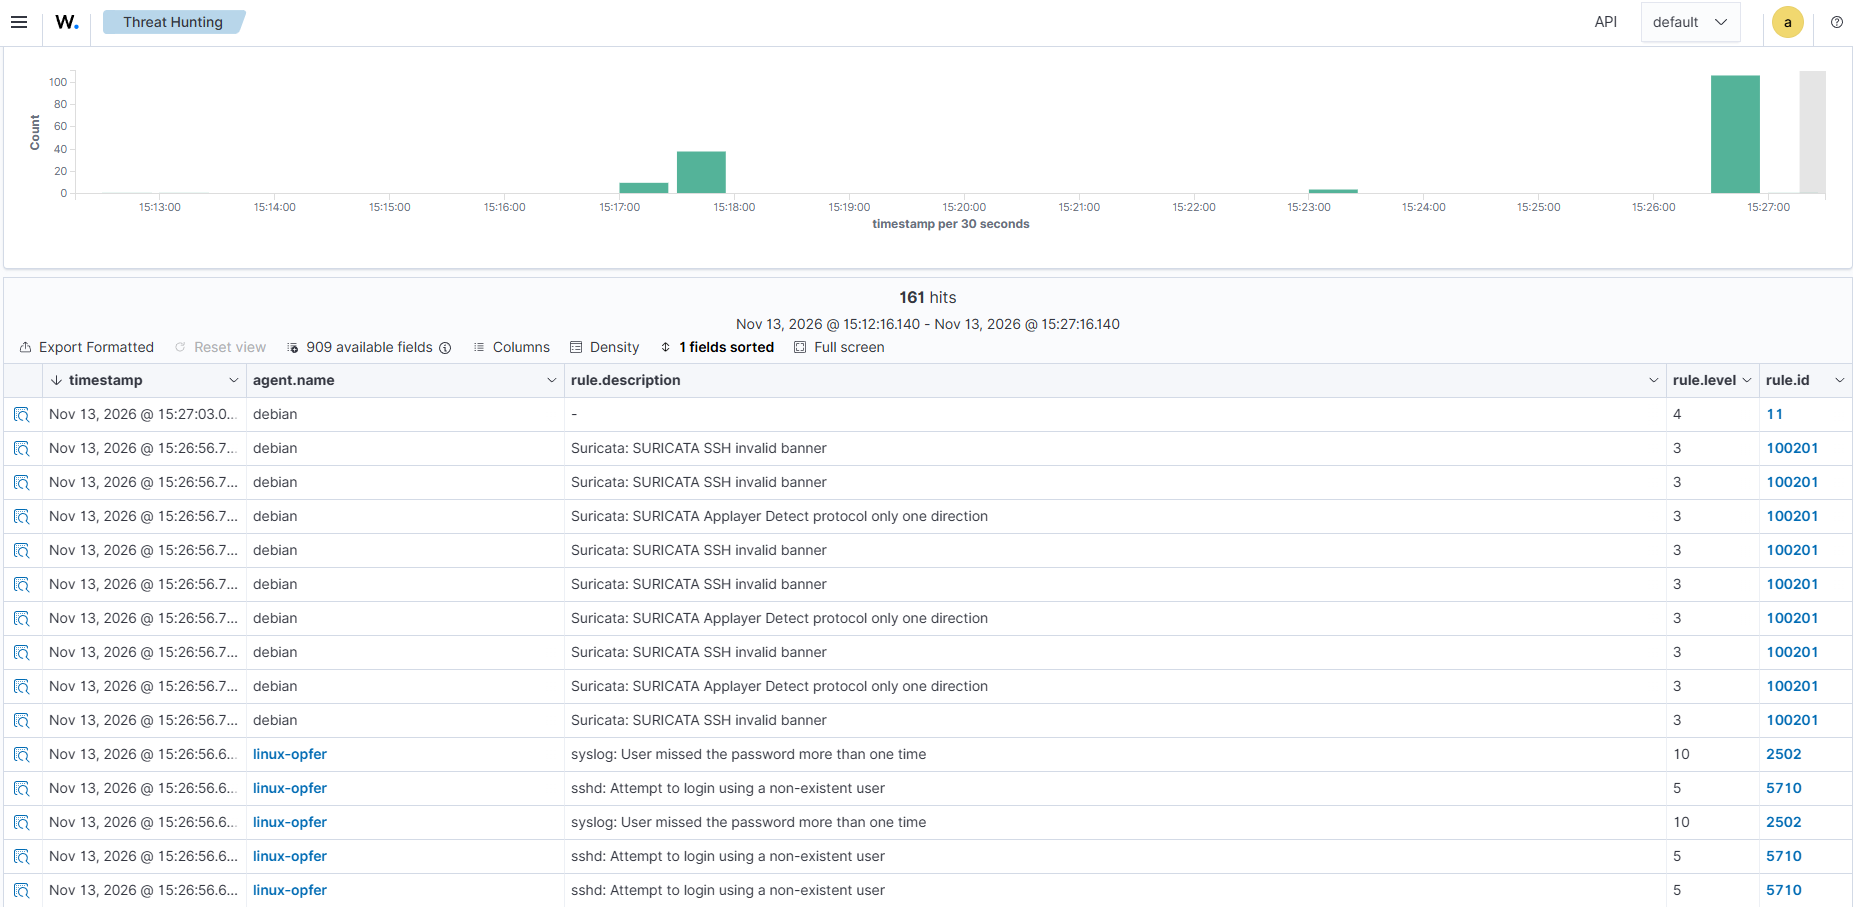 W. Threat Hunting API default a
100
80
60
40
20
0
Count
15:13:00 15:14:00 15:15:00 15:16:00 15:17:00 15:18:00 15:19:00 15:20:00 15:21:00 15:22:00 15:23:00 15:24:00 15:25:00 15:26:00 15:27:00
timestamp per 30 seconds
161 hits
Nov 13, 2026 @ 15:12:16.140 - Nov 13, 2026 @ 15:27:16.140
Export Formatted Reset view 909 available fields Columns Density 1 fields sorted Full screen
timestamp agent.name rule.description rule.level rule.id
Nov 13, 2026 @ 15:27:03.0... debian - 4 11
Nov 13, 2026 @ 15:26:56.7... debian Suricata: SURICATA SSH invalid banner 3 100201
Nov 13, 2026 @ 15:26:56.7... debian Suricata: SURICATA SSH invalid banner 3 100201
Nov 13, 2026 @ 15:26:56.7... debian Suricata: SURICATA Applayer Detect protocol only one direction 3 100201
Nov 13, 2026 @ 15:26:56.7... debian Suricata: SURICATA SSH invalid banner 3 100201
Nov 13, 2026 @ 15:26:56.7... debian Suricata: SURICATA SSH invalid banner 3 100201
Nov 13, 2026 @ 15:26:56.7... debian Suricata: SURICATA Applayer Detect protocol only one direction 3 100201
Nov 13, 2026 @ 15:26:56.7... debian Suricata: SURICATA SSH invalid banner 3 100201
Nov 13, 2026 @ 15:26:56.7... debian Suricata: SURICATA Applayer Detect protocol only one direction 3 100201
Nov 13, 2026 @ 15:26:56.7... debian Suricata: SURICATA SSH invalid banner 3 100201
Nov 13, 2026 @ 15:26:56.6... linux-opfer syslog: User missed the password more than one time 10 2502
Nov 13, 2026 @ 15:26:56.6... linux-opfer sshd: Attempt to login using a non-existent user 5 5710
Nov 13, 2026 @ 15:26:56.6... linux-opfer syslog: User missed the password more than one time 10 2502
Nov 13, 2026 @ 15:26:56.6... linux-opfer sshd: Attempt to login using a non-existent user 5 5710
Nov 13, 2026 @ 15:26:56.6... linux-opfer sshd: Attempt to login using a non-existent user 5 5710